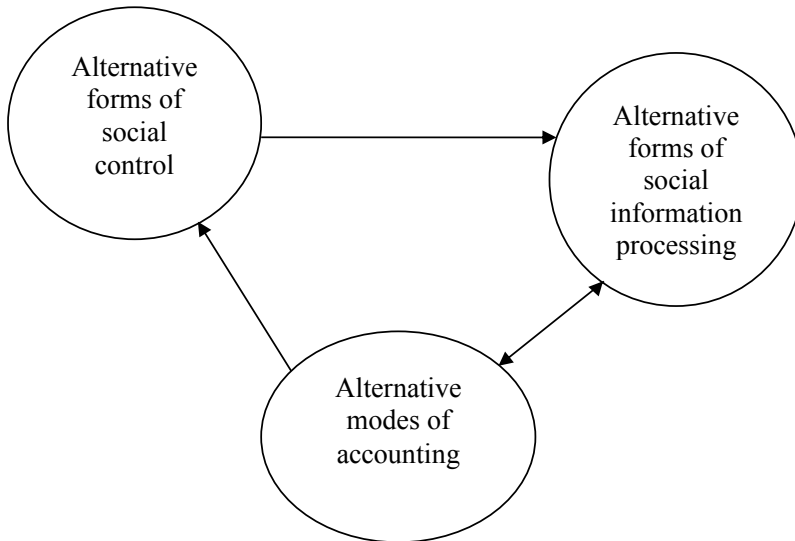 Alternative
forms of
social
control
Alternative
forms of
social
information
processing
Alternative
modes of
accounting